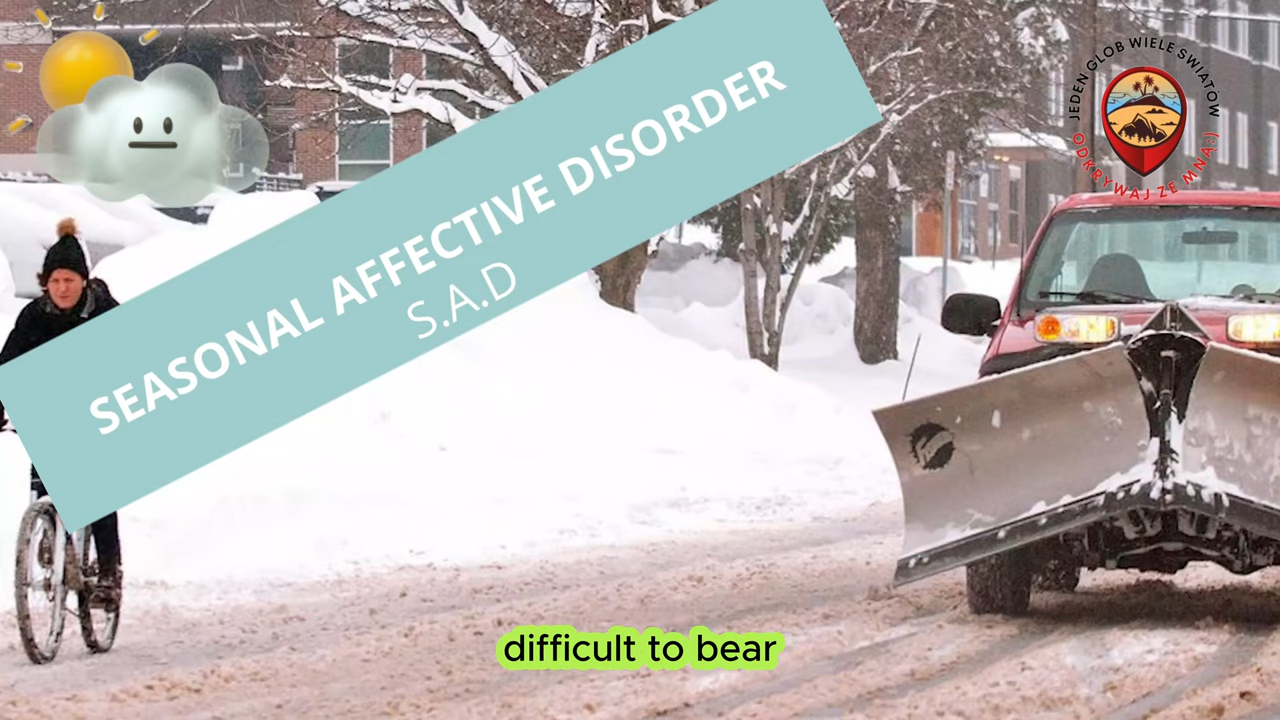 SEASONAL AFFECTIVE DISORDER
S.A.D
JEDEN GLOB WIELE ŚWIATÓW
ODKRYWAJ ZE MNĄ:)
difficult to bear